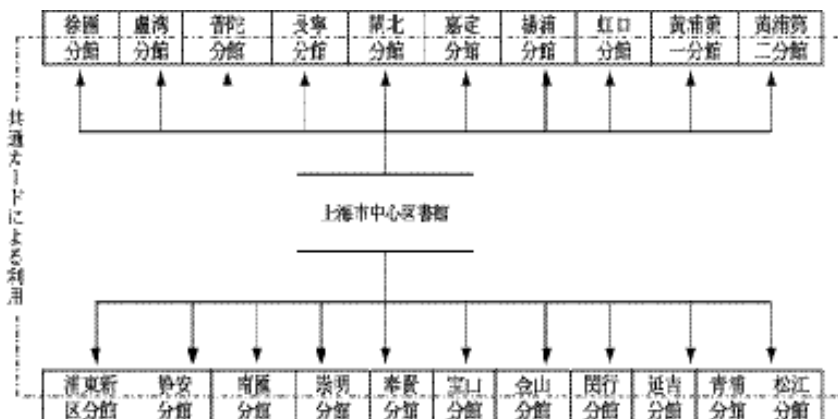 徐匯 盧湾 普陀 長寧 閘北 嘉定 楊浦 虹口 黄浦第 黄浦第
分館 分館 分館 分館 分館 分館 分館 分館 一分館 二分館
共通カードによる利用
上海市中心図書館
浦東新 静安 南匯 崇明 奉賢 宝山 金山 閔行 延吉 青浦 松江
区分館 分館 分館 分館 分館 分館 分館 分館 分館 分館 分館